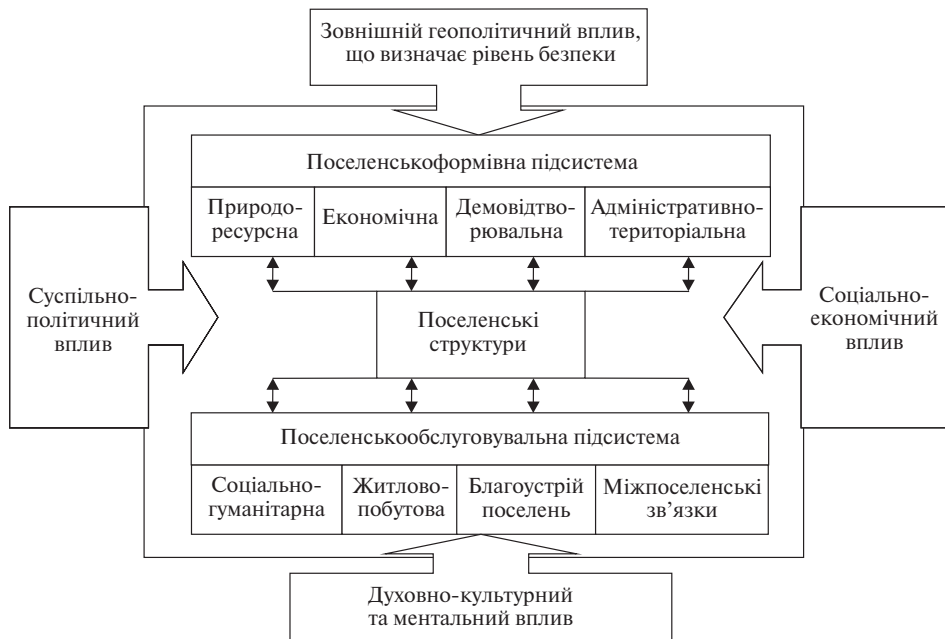 Зовнішній геополітичний вплив,
що визначає рівень безпеки
Поселенськоформівна підсистема
Природо-
ресурсна
Економічна
Демовідтво-
рювальна
Адміністративно-
територіальна
Суспільно-
політичний
вплив
Поселенські
структури
Соціально-
економічний
вплив
Поселенськообслуговувальна підсистема
Соціально-
гуманітарна
Житлово-
побутова
Благоустрій
поселень
Міжпоселенські
зв’язки
Духовно-культурний
та ментальний вплив